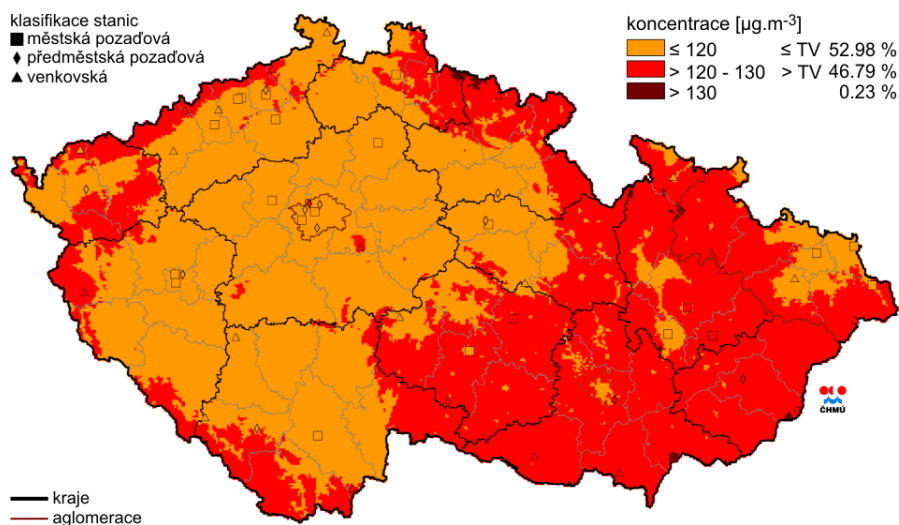 klasifikace stanic
městská pozaďová
předměstská pozaďová
venkovská
koncentrace [µg.m-3]
≤ 120 ≤ TV 52.98 %
> 120 - 130 > TV 46.79 %
> 130 0.23 %
ČHMÚ
kraje
aglomerace